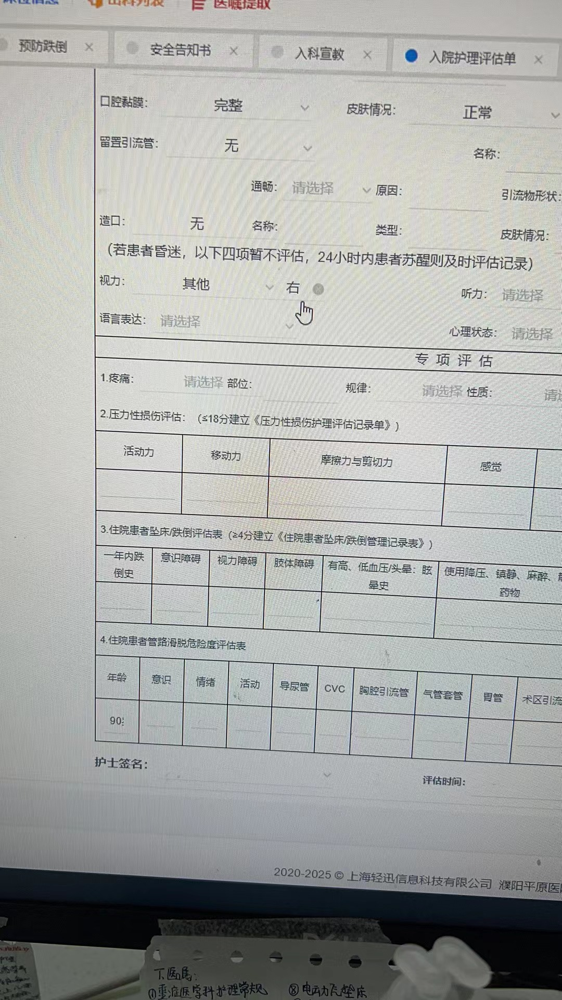 医嘱提取
预防跌倒 × 安全告知书 × 入科宣教 × 入院护理评估单 ×
口腔黏膜： 完整 皮肤情况： 正常
留置引流管： 无 名称：
通畅： 请选择 原因： 引流物形状：
造口： 无 名称： 类型： 皮肤情况：
（若患者昏迷，以下四项暂不评估，24小时内患者苏醒则及时评估记录）
视力： 其他 右 听力： 请选择
语言表达： 请选择 心理状态： 请选择
专项评估
1.疼痛： 请选择 部位： 规律： 请选择 性质：
2.压力性损伤评估：（≤18分建立《压力性损伤护理评估记录单》）
活动力 移动力 摩擦力与剪切力 感觉
3.住院患者坠床/跌倒评估表（≥4分建立《住院患者坠床/跌倒管理记录表》）
一年内跌 意识障碍 视力障碍 肢体障碍 有高、低血压/头晕：眩 使用降压、镇静、麻醉、
倒史 晕史 药物
4.住院患者管路滑脱危险度评估表
年龄 意识 情绪 活动 导尿管 CVC 胸腔引流管 气管套管 胃管 术区引流
90
护士签名： 评估时间：
2020-2025 © 上海轻迅信息科技有限公司 濮阳平原医
下医嘱：
①重症医学科护理常规 ⑧电动气垫床